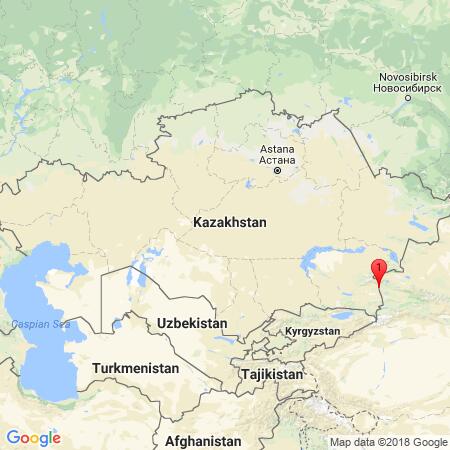 Novosibirsk
Новосибирск
Astana
Астана
Kazakhstan
1
Caspian Sea
Uzbekistan
Kyrgyzstan
Turkmenistan
Tajikistan
Afghanistan
Google
Map data ©2018 Google